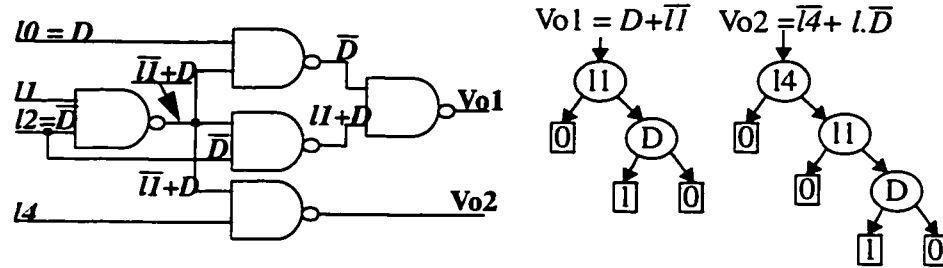 l0 = D
D̅
l̅1̅+D
l1
l2=D̅
l1+D
Vo1
D̅
l̅1̅+D
l4
Vo2
Vo1 = D+l̅1̅
l1
0
D
1
0
Vo2 =l̅4̅+ l.D̅
l4
0
l1
0
D
1
0